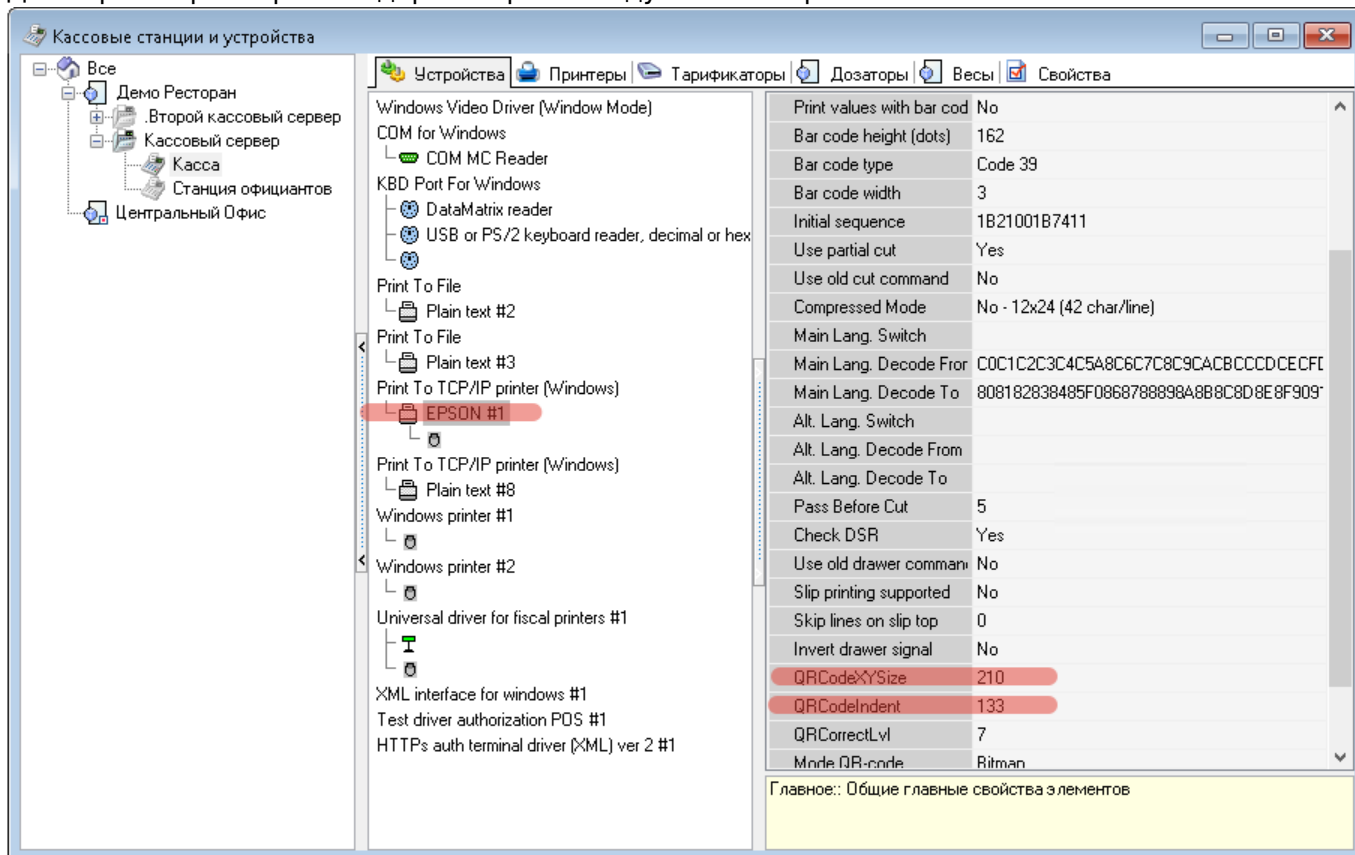 Кассовые станции и устройства
Все
Демо Ресторан
.Второй кассовый сервер
Кассовый сервер
Касса
Станция официантов
Центральный Офис
Устройства Принтеры Тарификаторы Дозаторы Весы Свойства
Windows Video Driver (Window Mode)
COM for Windows
COM MC Reader
KBD Port For Windows
DataMatrix reader
USB or PS/2 keyboard reader, decimal or hex
Print To File
Plain text #2
Print To File
Plain text #3
Print To TCP/IP printer (Windows)
EPSON #1
Print To TCP/IP printer (Windows)
Plain text #8
Windows printer #1
Windows printer #2
Universal driver for fiscal printers #1
XML interface for windows #1
Test driver authorization POS #1
HTTPs auth terminal driver (XML) ver 2 #1
Print values with bar cod No
Bar code height (dots) 162
Bar code type Code 39
Bar code width 3
Initial sequence 1B21001B7411
Use partial cut Yes
Use old cut command No
Compressed Mode No - 12x24 (42 char/line)
Main Lang. Switch
Main Lang. Decode Fror C0C1C2C3C4C5A8C6C7C8C9CACBCCCDCECFD
Main Lang. Decode To 808182838485F0868788898A8B8C8D8E8F909
Alt. Lang. Switch
Alt. Lang. Decode From
Alt. Lang. Decode To
Pass Before Cut 5
Check DSR Yes
Use old drawer comman No
Slip printing supported No
Skip lines on slip top 0
Invert drawer signal No
QRCodeXYSize 210
QRCodeIndent 133
QRCorrectLvl 7
Mode QR-code Bitmap
Главное:: Общие главные свойства элементов